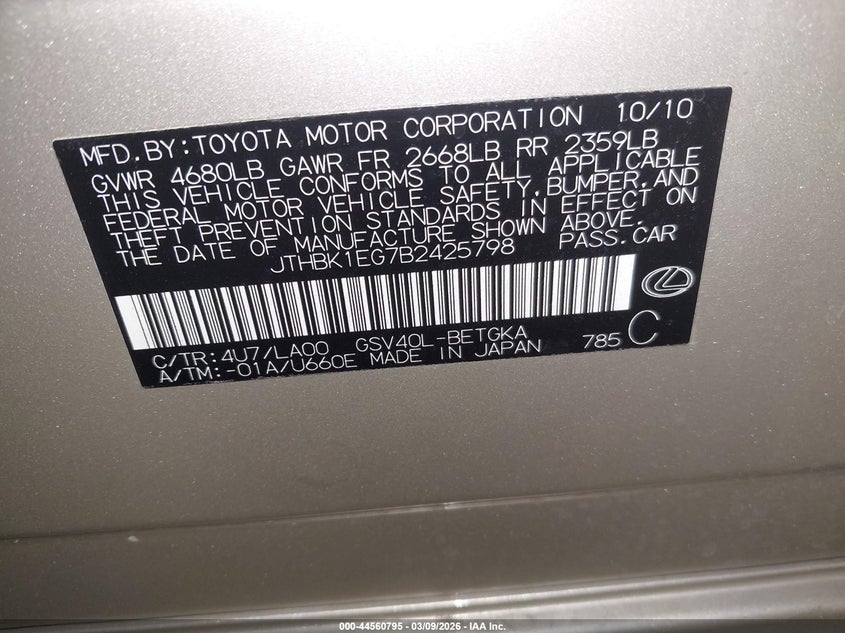 MFD.BY:TOYOTA MOTOR CORPORATION 10/10
GVWR 4680LB GAWR FR 2668LB RR 2359LB
THIS VEHICLE CONFORMS TO ALL APPLICABLE
FEDERAL MOTOR VEHICLE SAFETY,BUMPER,AND
THEFT PREVENTION STANDARDS IN EFFECT ON
THE DATE OF MANUFACTURE SHOWN ABOVE.
JTHBK1EG7B2425798 PASS.CAR
C/TR:4U7/LA00 GSV40L-BETGKA 785 C
A/TM:-01A/U660E MADE IN JAPAN
000-44560795 - 03/09/2026 - IAA Inc.